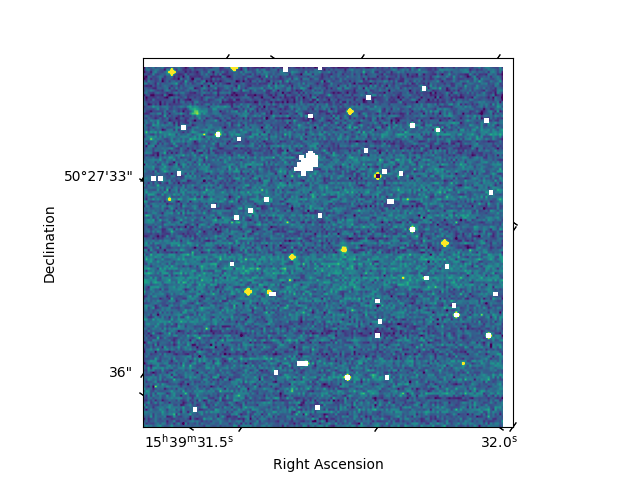 50°27'33"
Declination
36"
15ʰ39ᵐ31.5ˢ
32.0ˢ
Right Ascension